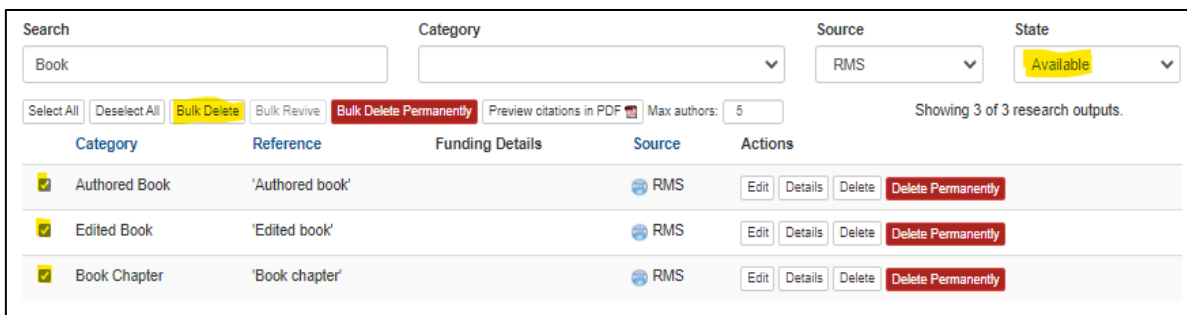 Search Category Source State
Book RMS Available
Select All Deselect All Bulk Delete Bulk Revive Bulk Delete Permanently Preview citations in PDF Max authors: 5 Showing 3 of 3 research outputs.
Category Reference Funding Details Source Actions
Authored Book 'Authored book' RMS Edit Details Delete Delete Permanently
Edited Book 'Edited book' RMS Edit Details Delete Delete Permanently
Book Chapter 'Book chapter' RMS Edit Details Delete Delete Permanently